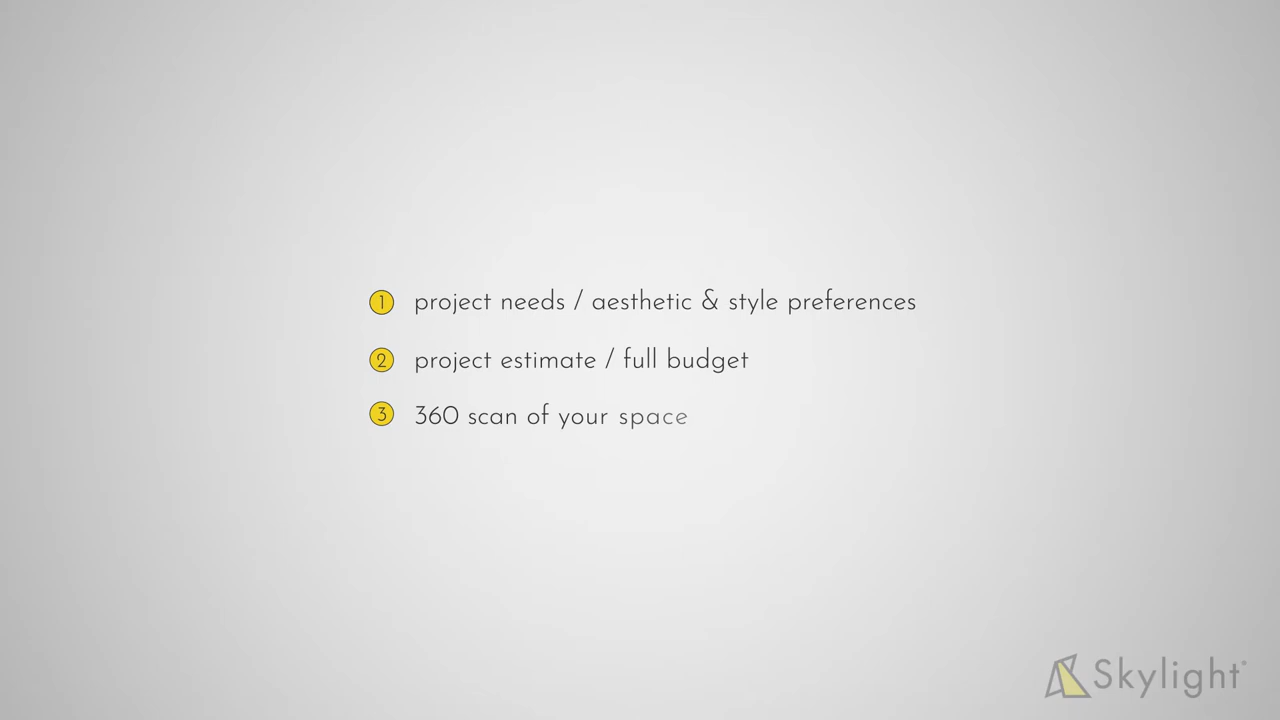 1 project needs / aesthetic & style preferences
2 project estimate / full budget
3 360 scan of your space
Skylight®